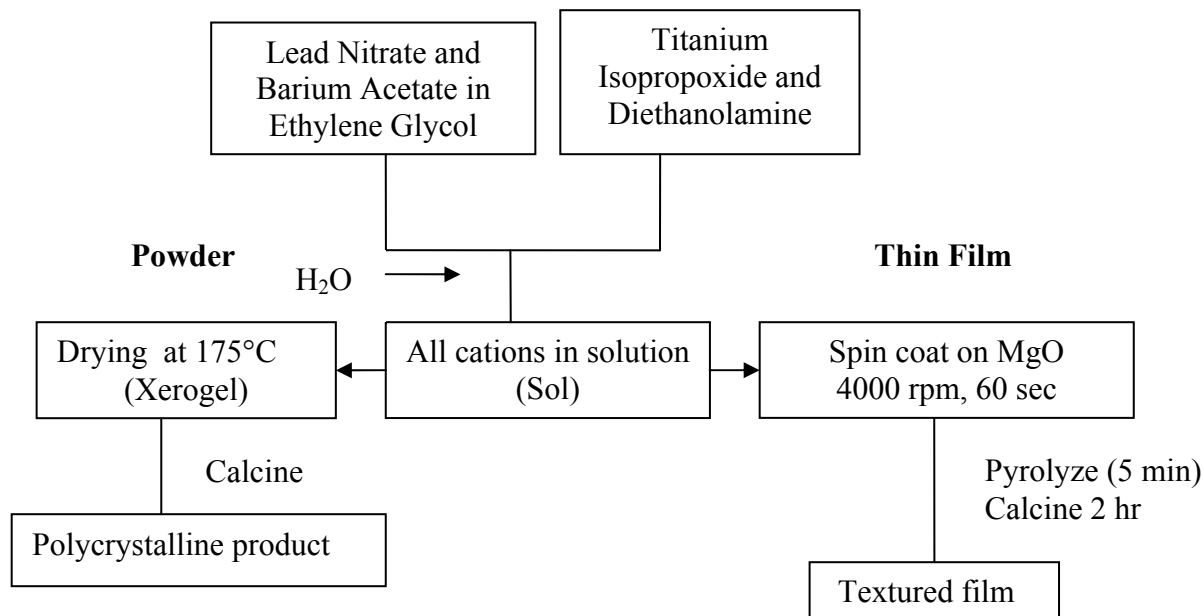 Lead Nitrate and
Barium Acetate in
Ethylene Glycol
Titanium
Isopropoxide and
Diethanolamine
Powder
Thin Film
H₂O
Drying at 175°C
(Xerogel)
All cations in solution
(Sol)
Spin coat on MgO
4000 rpm, 60 sec
Calcine
Pyrolyze (5 min)
Calcine 2 hr
Polycrystalline product
Textured film